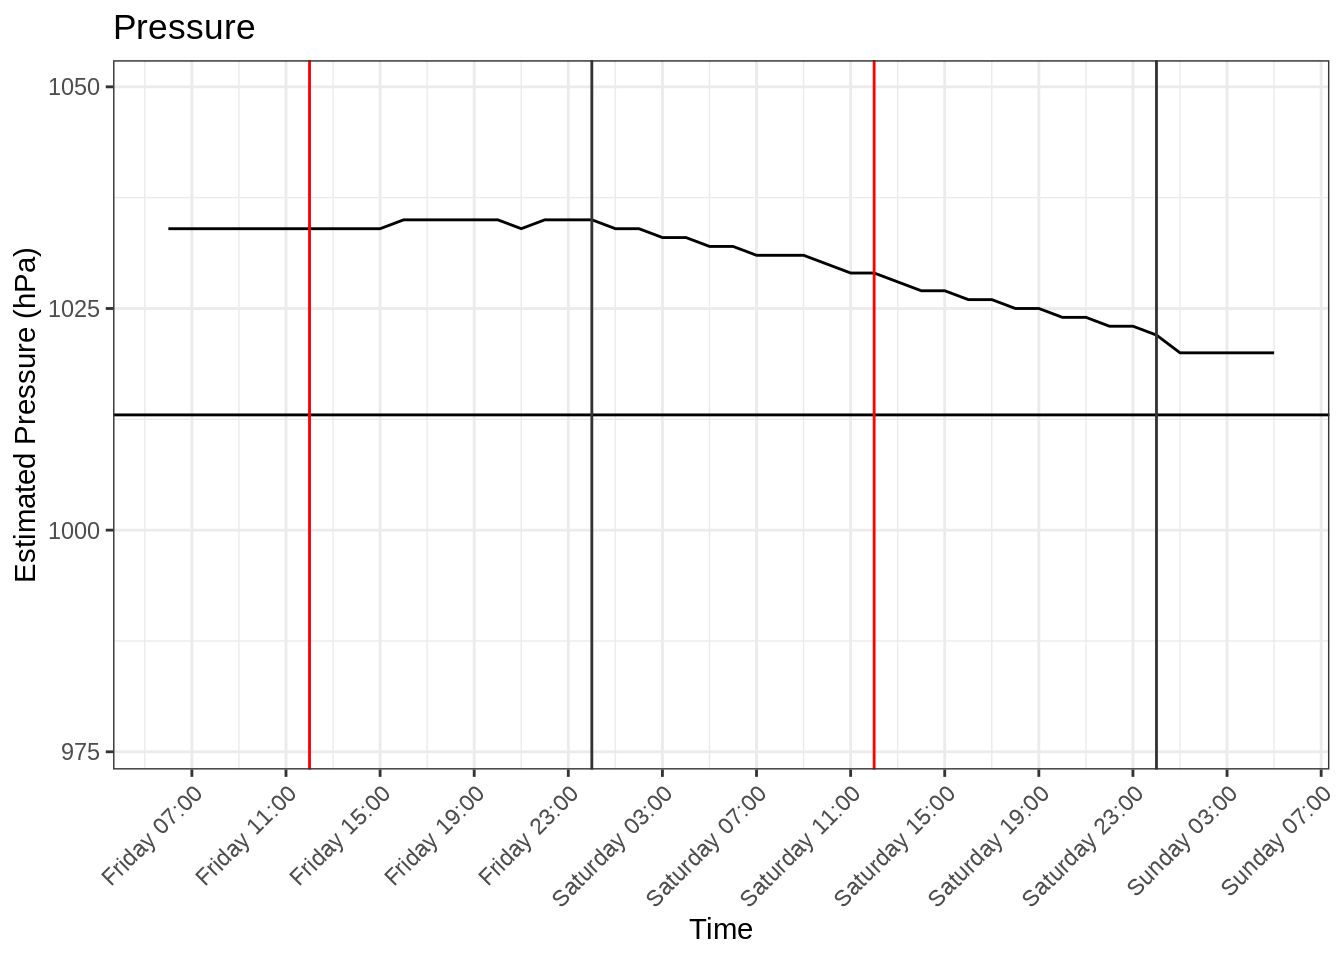 Pressure
Estimated Pressure (hPa)
1050
1025
1000
975
Friday 07:00
Friday 11:00
Friday 15:00
Friday 19:00
Friday 23:00
Saturday 03:00
Saturday 07:00
Saturday 11:00
Saturday 15:00
Saturday 19:00
Saturday 23:00
Sunday 03:00
Sunday 07:00
Time